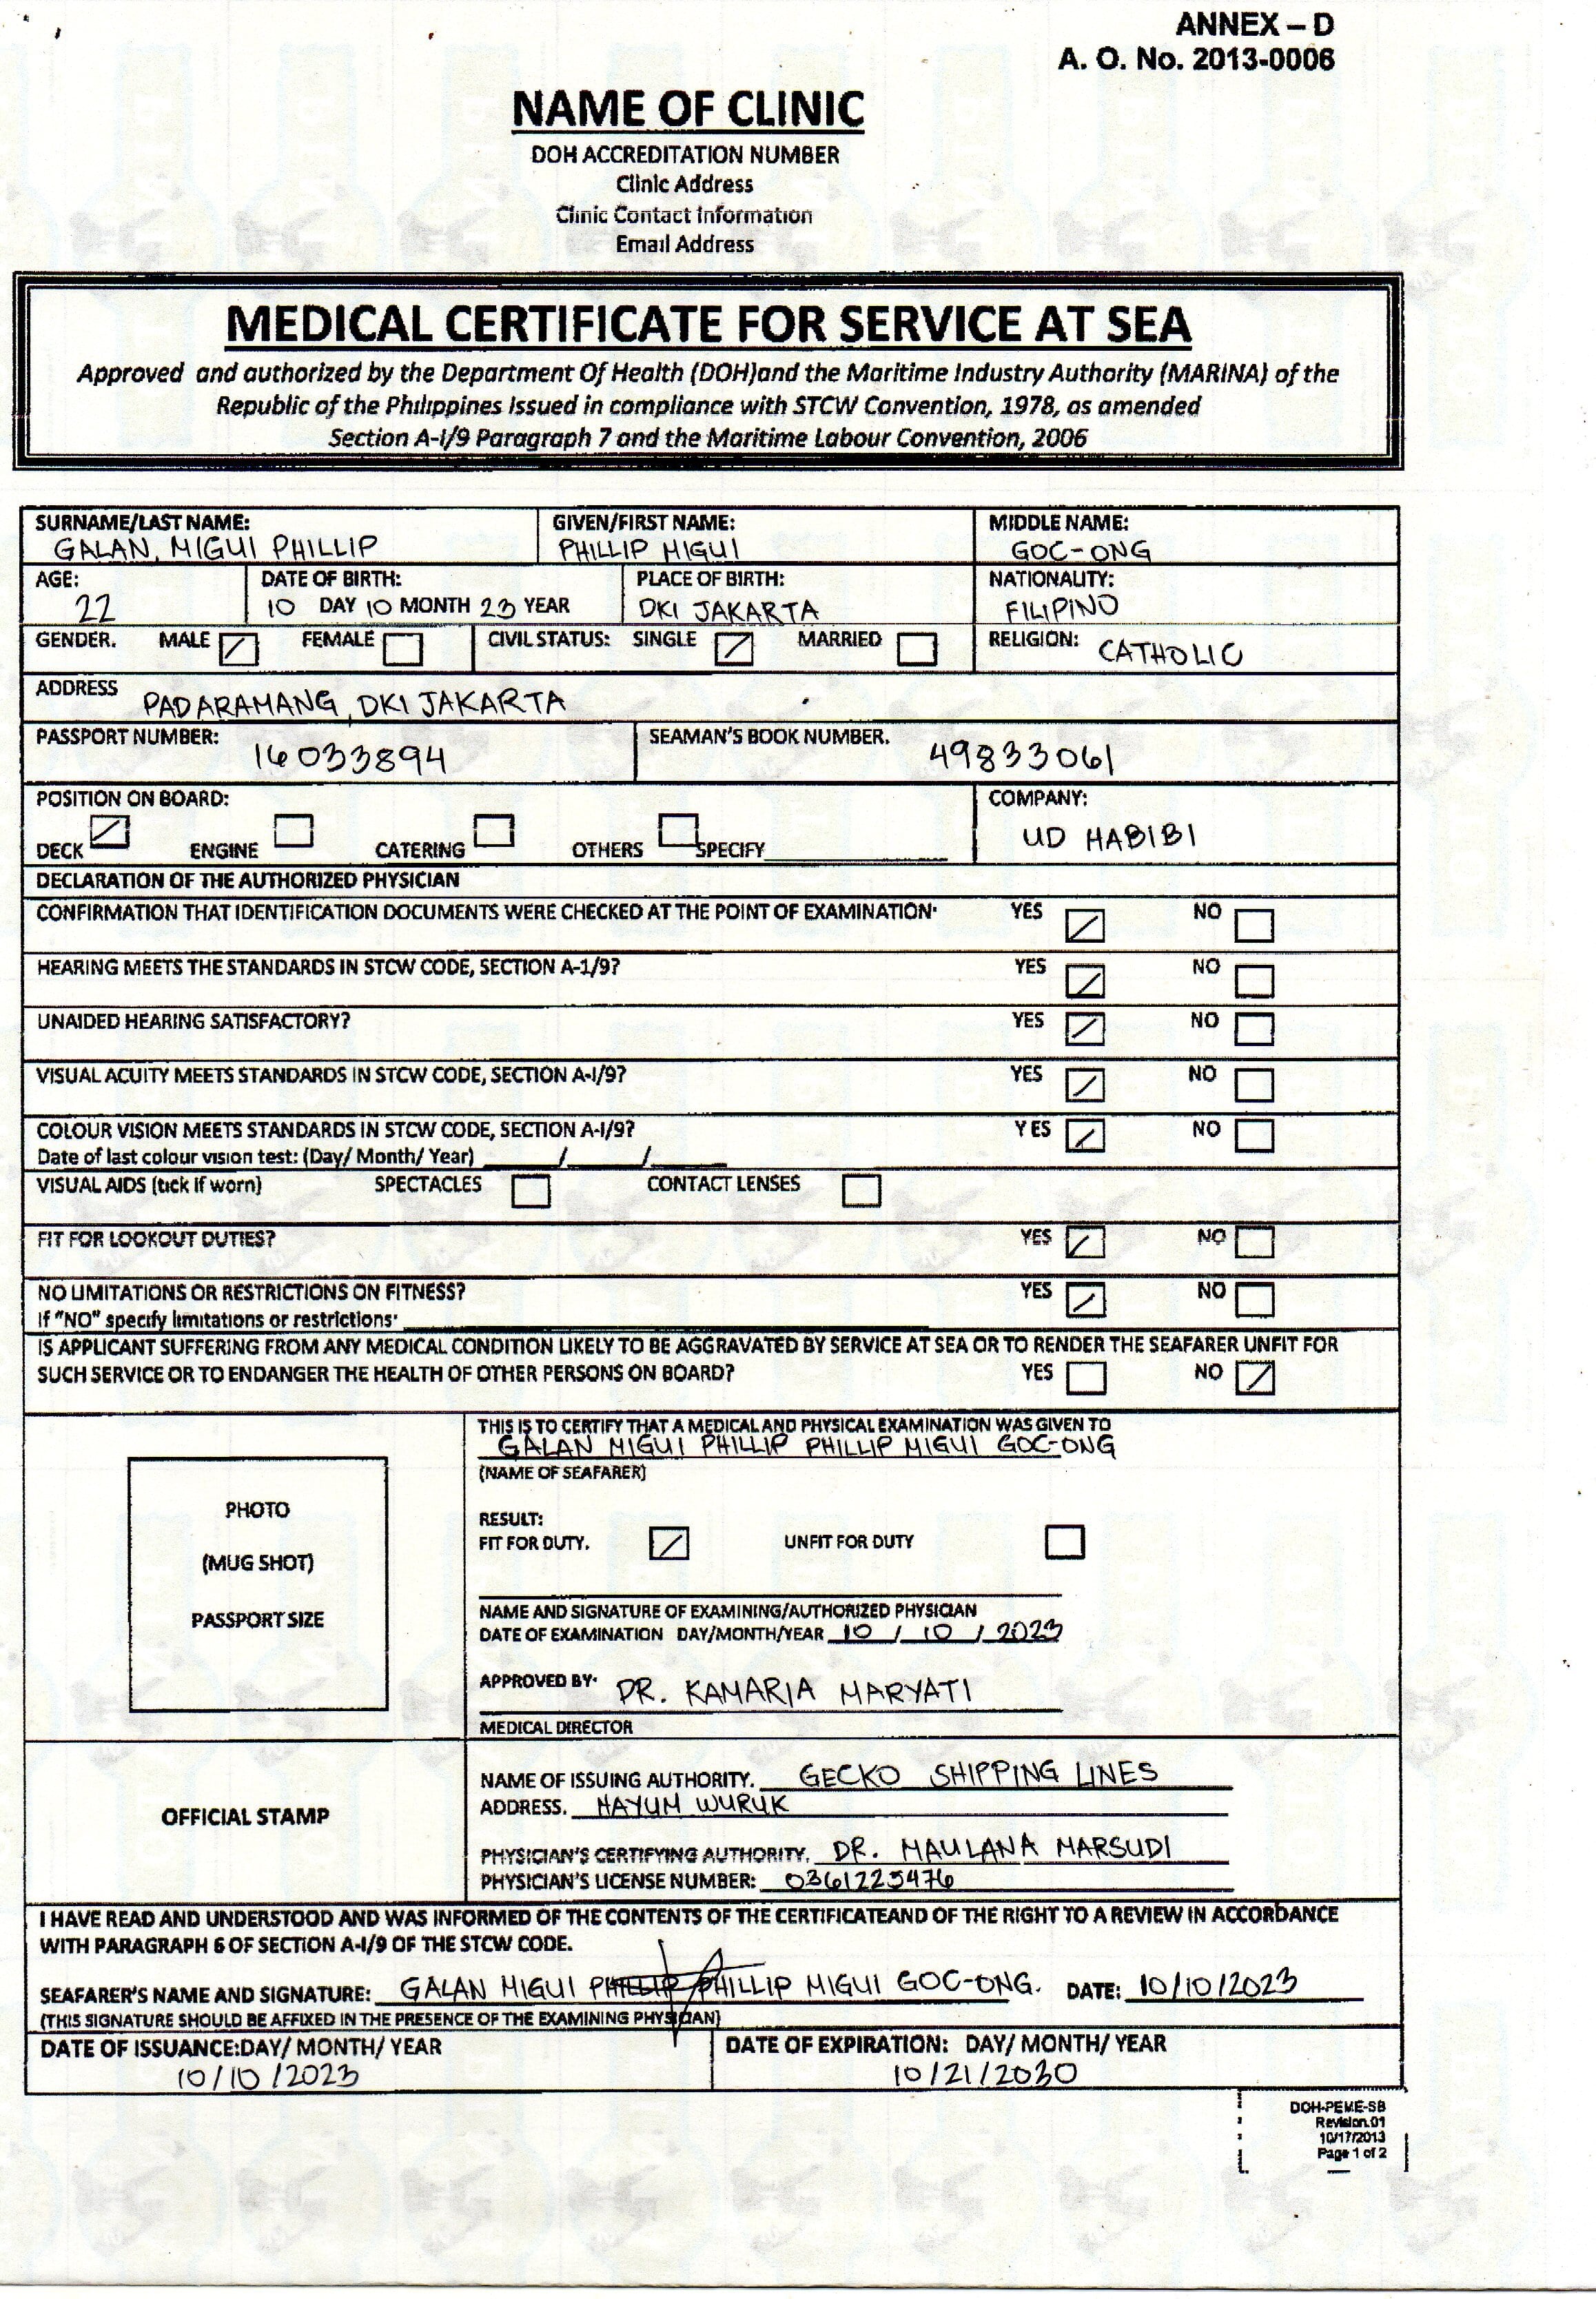 ANNEX – D
A. O. No. 2013-0006
NAME OF CLINIC
DOH ACCREDITATION NUMBER
Clinic Address
Clinic Contact Information
Email Address
MEDICAL CERTIFICATE FOR SERVICE AT SEA
Approved and authorized by the Department Of Health (DOH)and the Maritime Industry Authority (MARINA) of the
Republic of the Philippines Issued in compliance with STCW Convention, 1978, as amended
Section A-I/9 Paragraph 7 and the Maritime Labour Convention, 2006
SURNAME/LAST NAME: GIVEN/FIRST NAME: MIDDLE NAME:
GALAN, MIGUI PHILLIP PHILLIP MIGUI GOC-ONG
AGE: DATE OF BIRTH: PLACE OF BIRTH: NATIONALITY:
22 10 DAY 10 MONTH 23 YEAR DKI JAKARTA FILIPINO
GENDER. MALE FEMALE CIVIL STATUS: SINGLE MARRIED RELIGION: CATHOLIC
ADDRESS PADARAMANG, DKI JAKARTA
PASSPORT NUMBER: 16033894 SEAMAN'S BOOK NUMBER. 49833061
POSITION ON BOARD: COMPANY:
DECK ENGINE CATERING OTHERS SPECIFY UD HABIBI
DECLARATION OF THE AUTHORIZED PHYSICIAN
CONFIRMATION THAT IDENTIFICATION DOCUMENTS WERE CHECKED AT THE POINT OF EXAMINATION· YES NO
HEARING MEETS THE STANDARDS IN STCW CODE, SECTION A-1/9? YES NO
UNAIDED HEARING SATISFACTORY? YES NO
VISUAL ACUITY MEETS STANDARDS IN STCW CODE, SECTION A-I/9? YES NO
COLOUR VISION MEETS STANDARDS IN STCW CODE, SECTION A-I/9? YES NO
Date of last colour vision test: (Day/ Month/ Year) ______/______/______
VISUAL AIDS (tick if worn) SPECTACLES CONTACT LENSES
FIT FOR LOOKOUT DUTIES? YES NO
NO LIMITATIONS OR RESTRICTIONS ON FITNESS? YES NO
If "NO" specify limitations or restrictions·
IS APPLICANT SUFFERING FROM ANY MEDICAL CONDITION LIKELY TO BE AGGRAVATED BY SERVICE AT SEA OR TO RENDER THE SEAFARER UNFIT FOR
SUCH SERVICE OR TO ENDANGER THE HEALTH OF OTHER PERSONS ON BOARD? YES NO
THIS IS TO CERTIFY THAT A MEDICAL AND PHYSICAL EXAMINATION WAS GIVEN TO
GALAN MIGUI PHILLIP PHILLIP MIGUI GOC-ONG
(NAME OF SEAFARER)
PHOTO
(MUG SHOT)
PASSPORT SIZE
RESULT:
FIT FOR DUTY. UNFIT FOR DUTY
NAME AND SIGNATURE OF EXAMINING/AUTHORIZED PHYSICIAN
DATE OF EXAMINATION DAY/MONTH/YEAR 10 / 10 / 2023
APPROVED BY· DR. KAMARIA MARYATI
MEDICAL DIRECTOR
OFFICIAL STAMP
NAME OF ISSUING AUTHORITY. GECKO SHIPPING LINES
ADDRESS. HAYUM WURUK
PHYSICIAN'S CERTIFYING AUTHORITY. DR. MAULANA MARSUDI
PHYSICIAN'S LICENSE NUMBER: 0361225476
I HAVE READ AND UNDERSTOOD AND WAS INFORMED OF THE CONTENTS OF THE CERTIFICATEAND OF THE RIGHT TO A REVIEW IN ACCORDANCE
WITH PARAGRAPH 6 OF SECTION A-I/9 OF THE STCW CODE.
SEAFARER'S NAME AND SIGNATURE: GALAN MIGUI PHILLIP PHILLIP MIGUI GOC-ONG. DATE: 10/10/2023
(THIS SIGNATURE SHOULD BE AFFIXED IN THE PRESENCE OF THE EXAMINING PHYSICIAN)
DATE OF ISSUANCE:DAY/ MONTH/ YEAR DATE OF EXPIRATION: DAY/ MONTH/ YEAR
10/10/2023 10/21/2030
DOH-PEME-SB
Revision.01
10/17/2013
Page 1 of 2